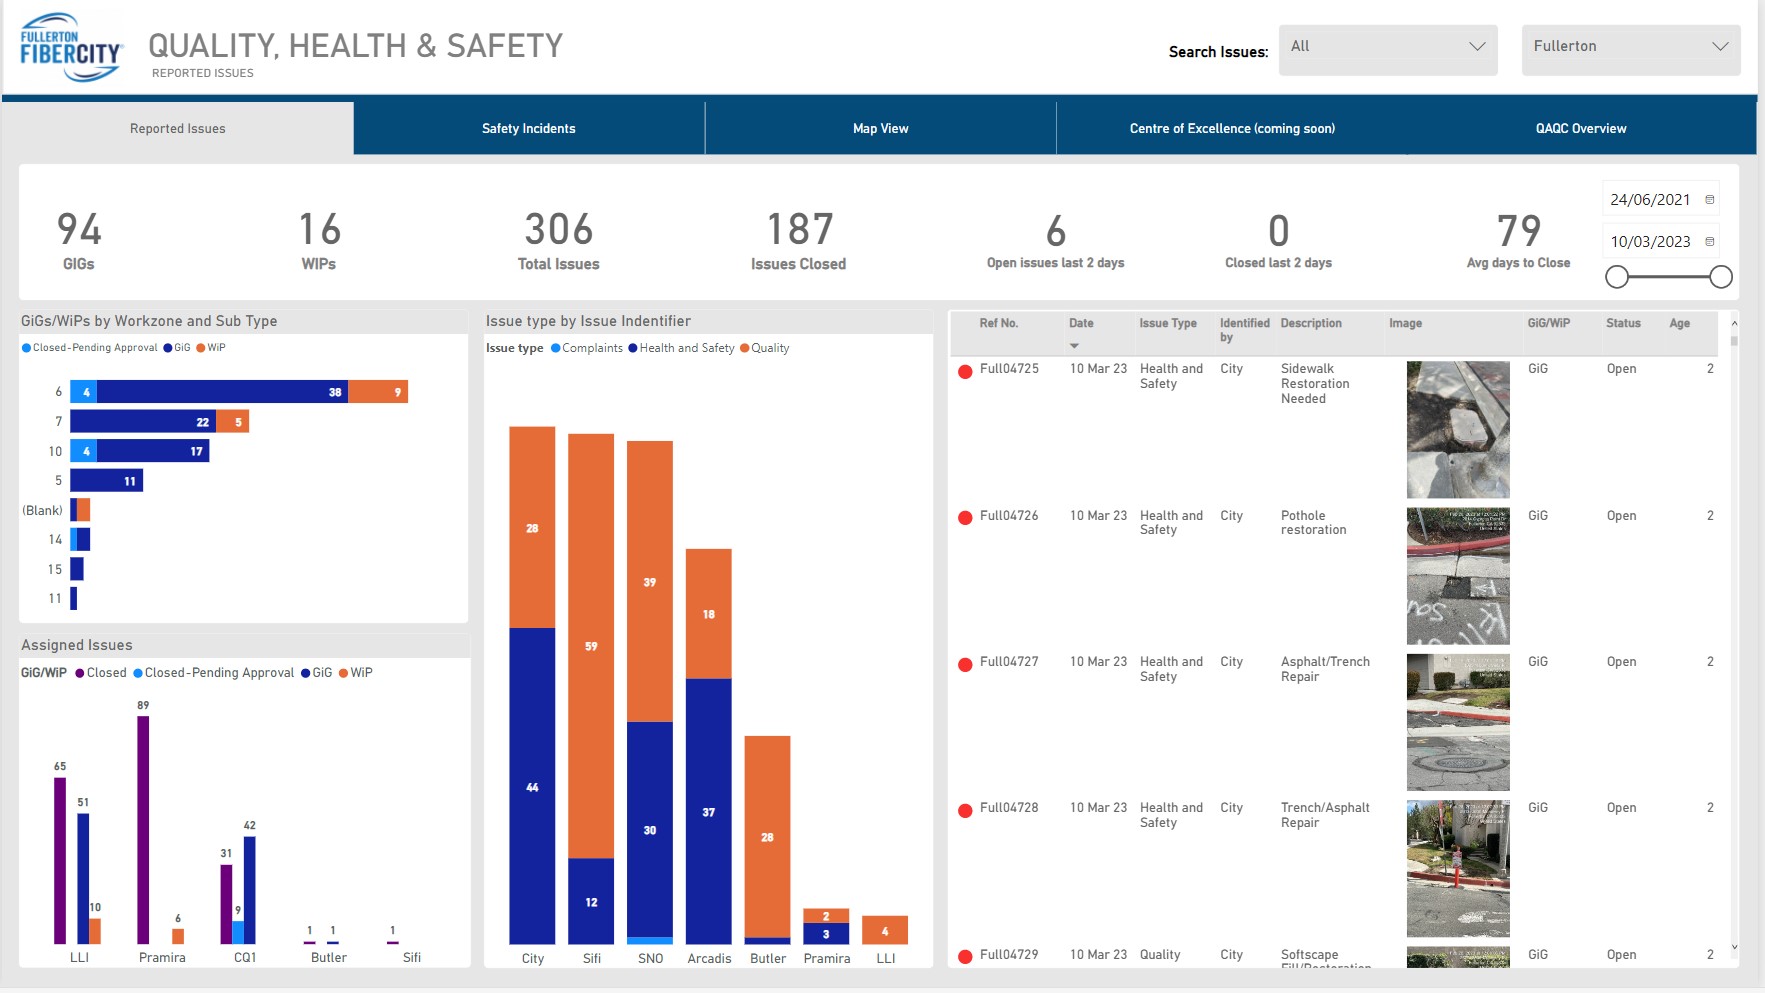 FULLERTON
FIBERCITY
QUALITY, HEALTH & SAFETY
REPORTED ISSUES
Search Issues:
All
Fullerton
Reported Issues
Safety Incidents
Map View
Centre of Excellence (coming soon)
QAQC Overview
94
GIGs
16
WIPs
306
Total Issues
187
Issues Closed
6
Open issues last 2 days
0
Closed last 2 days
79
Avg days to Close
24/06/2021
10/03/2023
GiGs/WiPs by Workzone and Sub Type
Closed-Pending Approval GiG WiP
6 4 38 9
7 22 5
10 4 17
5 11
(Blank)
14
15
11
Assigned Issues
GiG/WiP Closed Closed-Pending Approval GiG WiP
89
65
51
42
31
10
9
6
1 1
1
LLI Pramira CQ1 Butler Sifi
Issue type by Issue Indentifier
Issue type Complaints Health and Safety Quality
28
39
18
59
44
30
37
28
12
2
3
4
City Sifi SNO Arcadis Butler Pramira LLI
Ref No. Date Issue Type Identified by Description Image GiG/WiP Status Age
Full04725 10 Mar 23 Health and Safety City Sidewalk Restoration Needed GiG Open 2
Full04726 10 Mar 23 Health and Safety City Pothole restoration GiG Open 2
Full04727 10 Mar 23 Health and Safety City Asphalt/Trench Repair GiG Open 2
Full04728 10 Mar 23 Health and Safety City Trench/Asphalt Repair GiG Open 2
Full04729 10 Mar 23 Quality City Softscape Fill/Restoration GiG Open 2